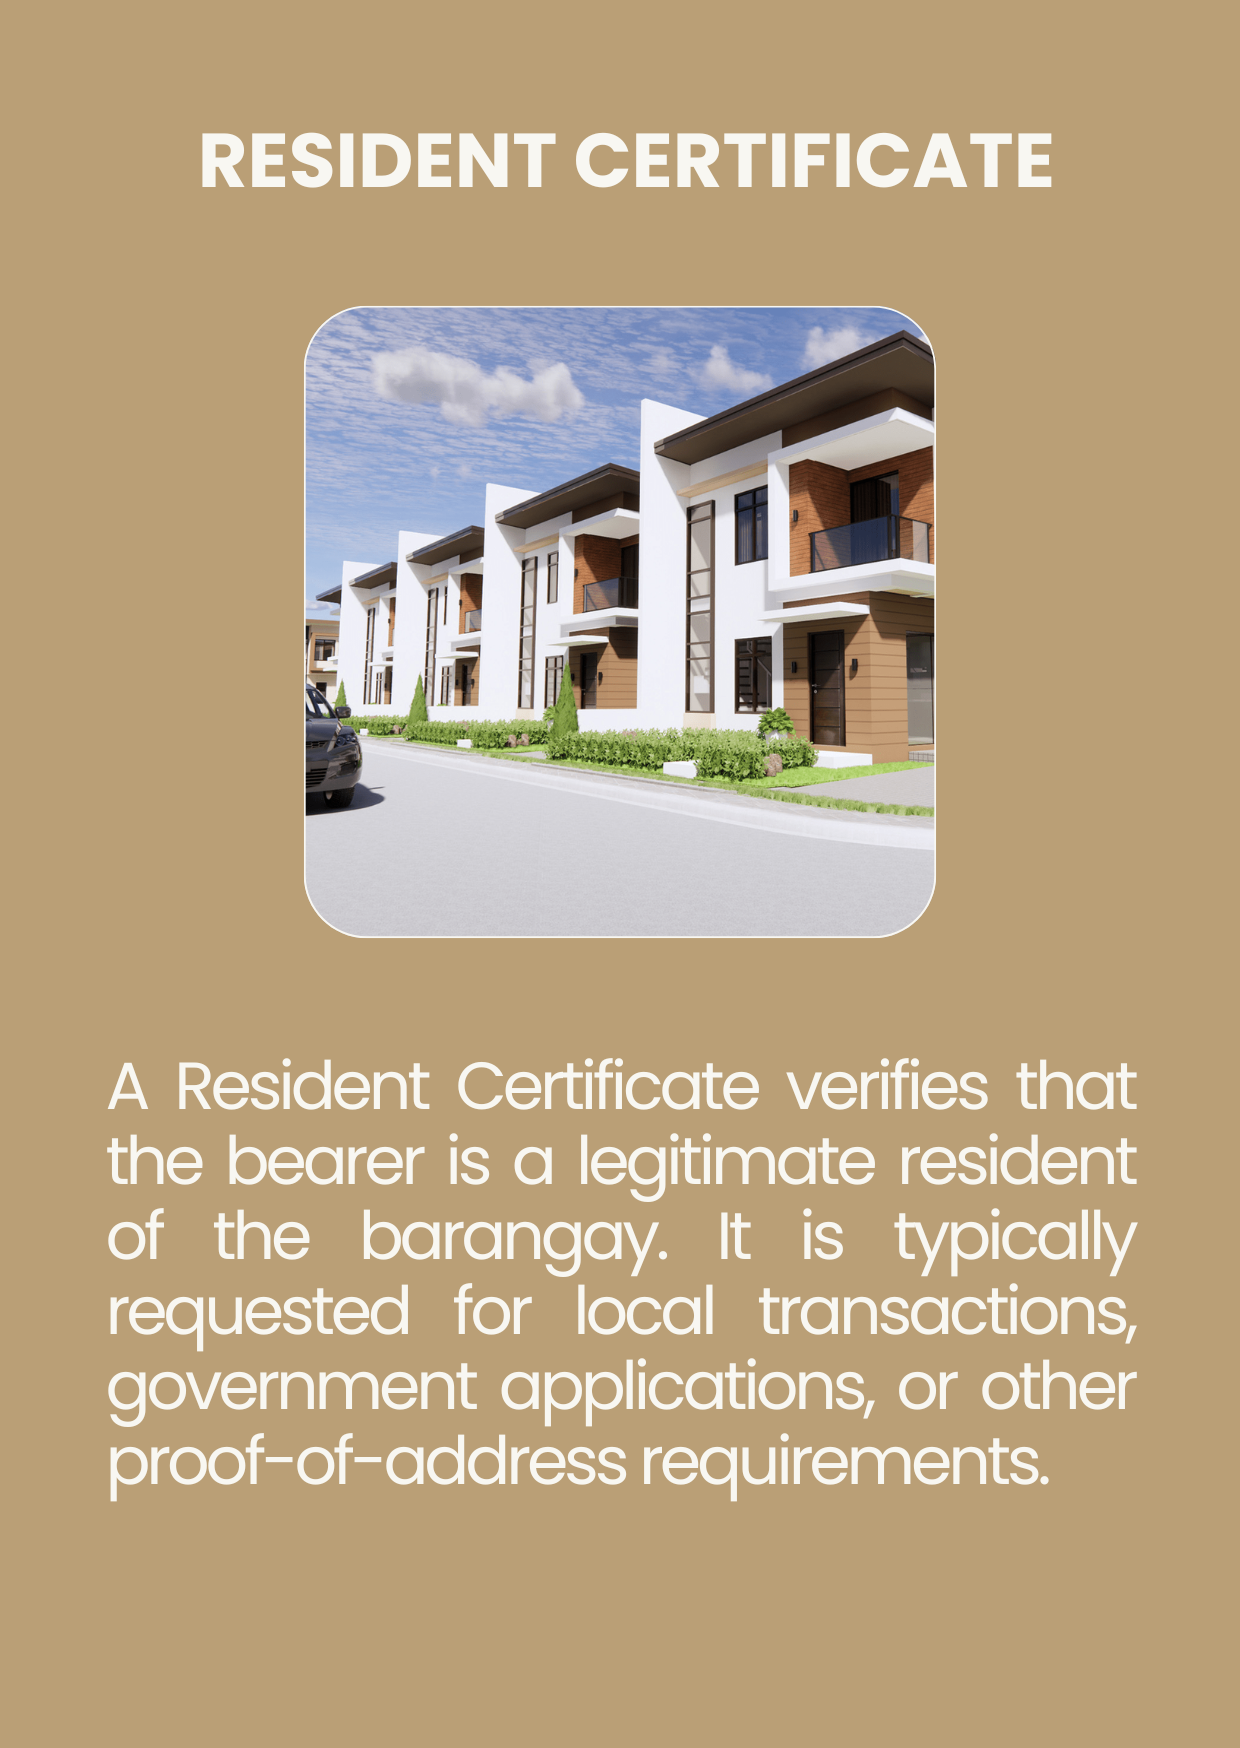 RESIDENT CERTIFICATE
A Resident Certificate verifies that
the bearer is a legitimate resident
of the barangay. It is typically
requested for local transactions,
government applications, or other
proof-of-address requirements.